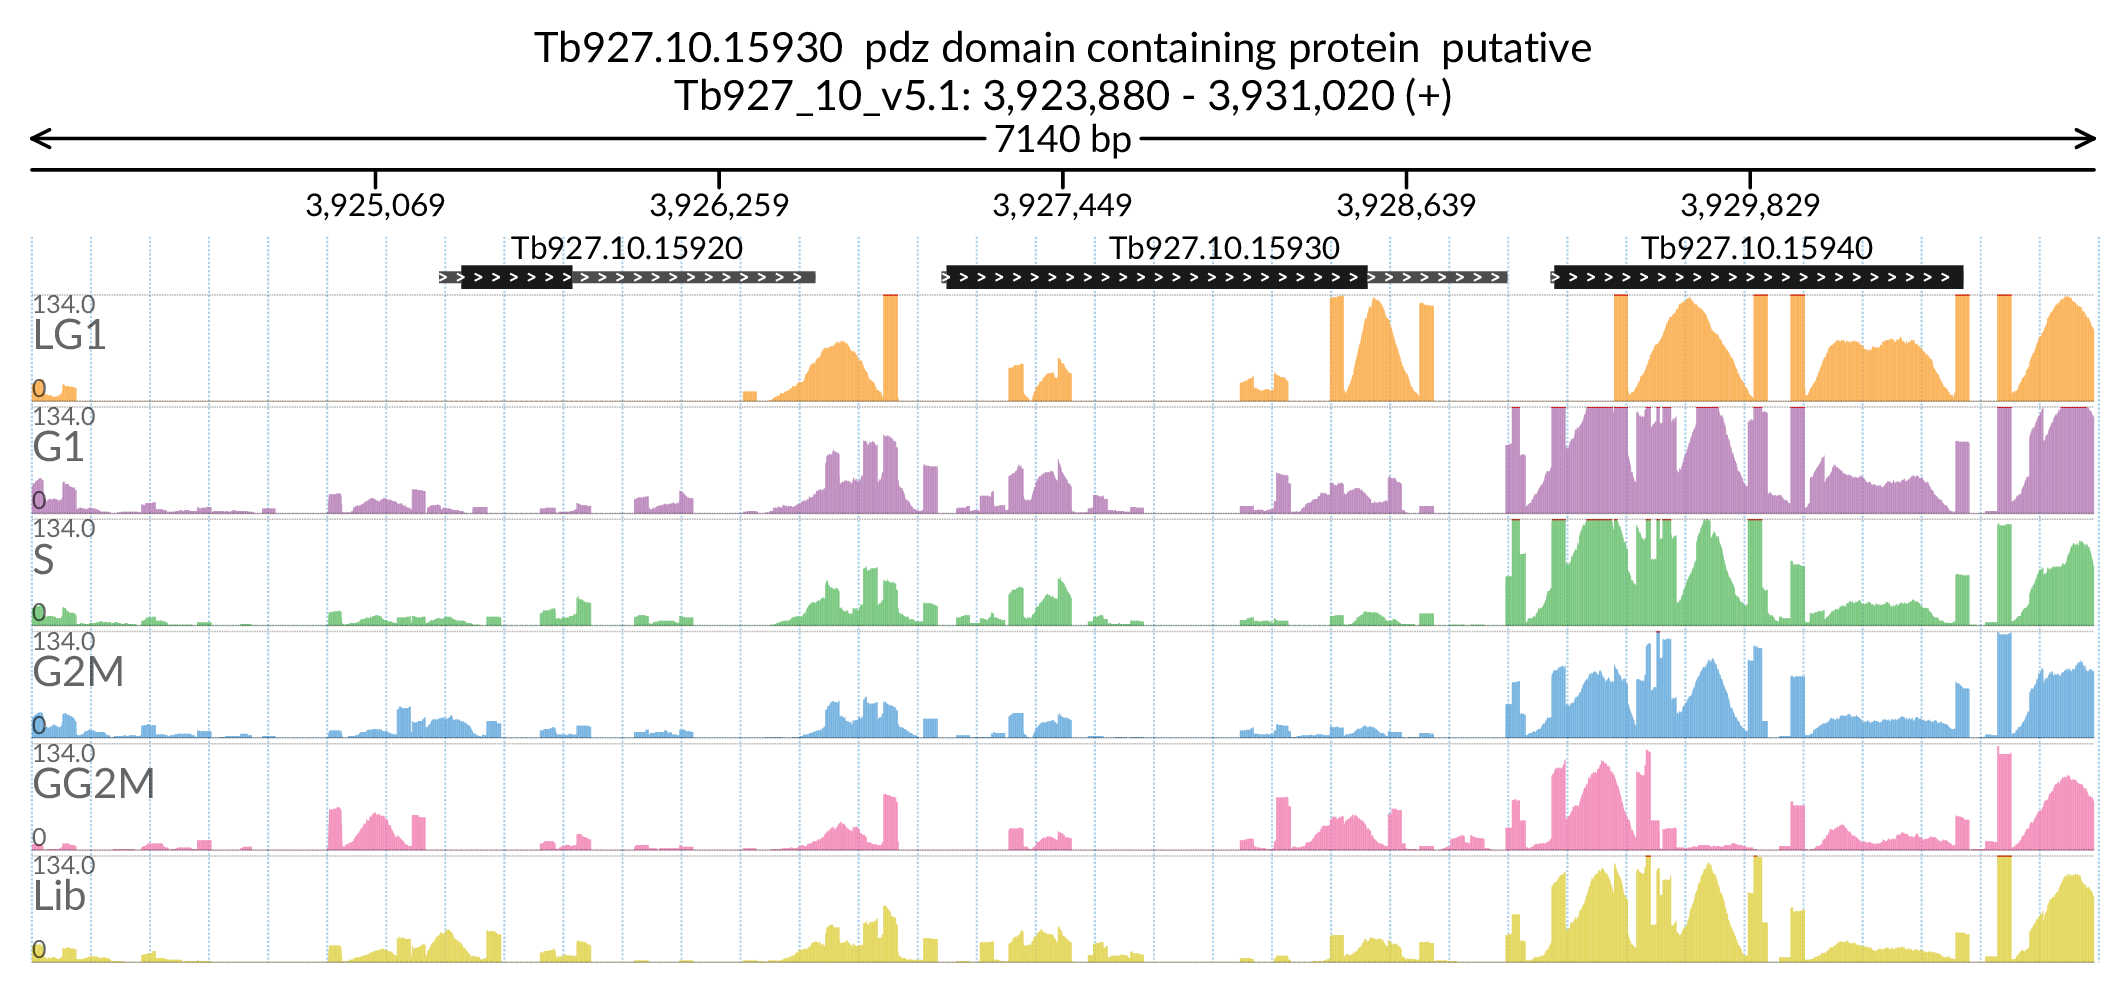 Tb927.10.15930  pdz domain containing protein  putative
Tb927_10_v5.1: 3,923,880 - 3,931,020 (+)
7140 bp
3,925,069 3,926,259 3,927,449 3,928,639 3,929,829
Tb927.10.15920 Tb927.10.15930 Tb927.10.15940
134.0
LG1
0
134.0
G1
0
134.0
S
0
134.0
G2M
0
134.0
GG2M
0
134.0
Lib
0